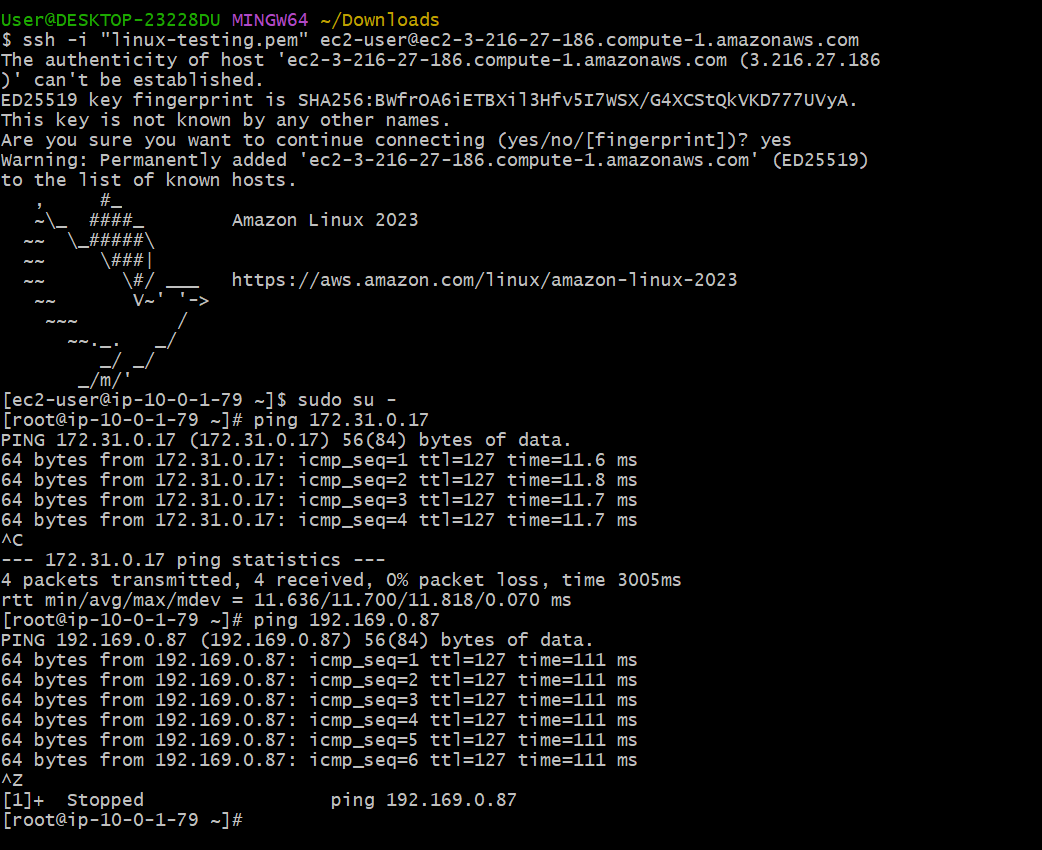 User@DESKTOP-23228DU MINGW64 ~/Downloads
$ ssh -i "linux-testing.pem" ec2-user@ec2-3-216-27-186.compute-1.amazonaws.com
The authenticity of host 'ec2-3-216-27-186.compute-1.amazonaws.com (3.216.27.186
)' can't be established.
ED25519 key fingerprint is SHA256:BWfrOA6iETBXil3Hfv5I7WSX/G4XCStQkVKD777UVyA.
This key is not known by any other names.
Are you sure you want to continue connecting (yes/no/[fingerprint])? yes
Warning: Permanently added 'ec2-3-216-27-186.compute-1.amazonaws.com' (ED25519)
to the list of known hosts.
   ,     #_
   ~\_  ####_        Amazon Linux 2023
  ~~  \_#####\
  ~~     \###|
  ~~       \#/ ___   https://aws.amazon.com/linux/amazon-linux-2023
   ~~       V~' '->
    ~~~         /
      ~~._.   _/
         _/ _/
       _/m/'
[ec2-user@ip-10-0-1-79 ~]$ sudo su -
[root@ip-10-0-1-79 ~]# ping 172.31.0.17
PING 172.31.0.17 (172.31.0.17) 56(84) bytes of data.
64 bytes from 172.31.0.17: icmp_seq=1 ttl=127 time=11.6 ms
64 bytes from 172.31.0.17: icmp_seq=2 ttl=127 time=11.8 ms
64 bytes from 172.31.0.17: icmp_seq=3 ttl=127 time=11.7 ms
64 bytes from 172.31.0.17: icmp_seq=4 ttl=127 time=11.7 ms
^C
--- 172.31.0.17 ping statistics ---
4 packets transmitted, 4 received, 0% packet loss, time 3005ms
rtt min/avg/max/mdev = 11.636/11.700/11.818/0.070 ms
[root@ip-10-0-1-79 ~]# ping 192.169.0.87
PING 192.169.0.87 (192.169.0.87) 56(84) bytes of data.
64 bytes from 192.169.0.87: icmp_seq=1 ttl=127 time=111 ms
64 bytes from 192.169.0.87: icmp_seq=2 ttl=127 time=111 ms
64 bytes from 192.169.0.87: icmp_seq=3 ttl=127 time=111 ms
64 bytes from 192.169.0.87: icmp_seq=4 ttl=127 time=111 ms
64 bytes from 192.169.0.87: icmp_seq=5 ttl=127 time=111 ms
64 bytes from 192.169.0.87: icmp_seq=6 ttl=127 time=111 ms
^Z
[1]+  Stopped                 ping 192.169.0.87
[root@ip-10-0-1-79 ~]#